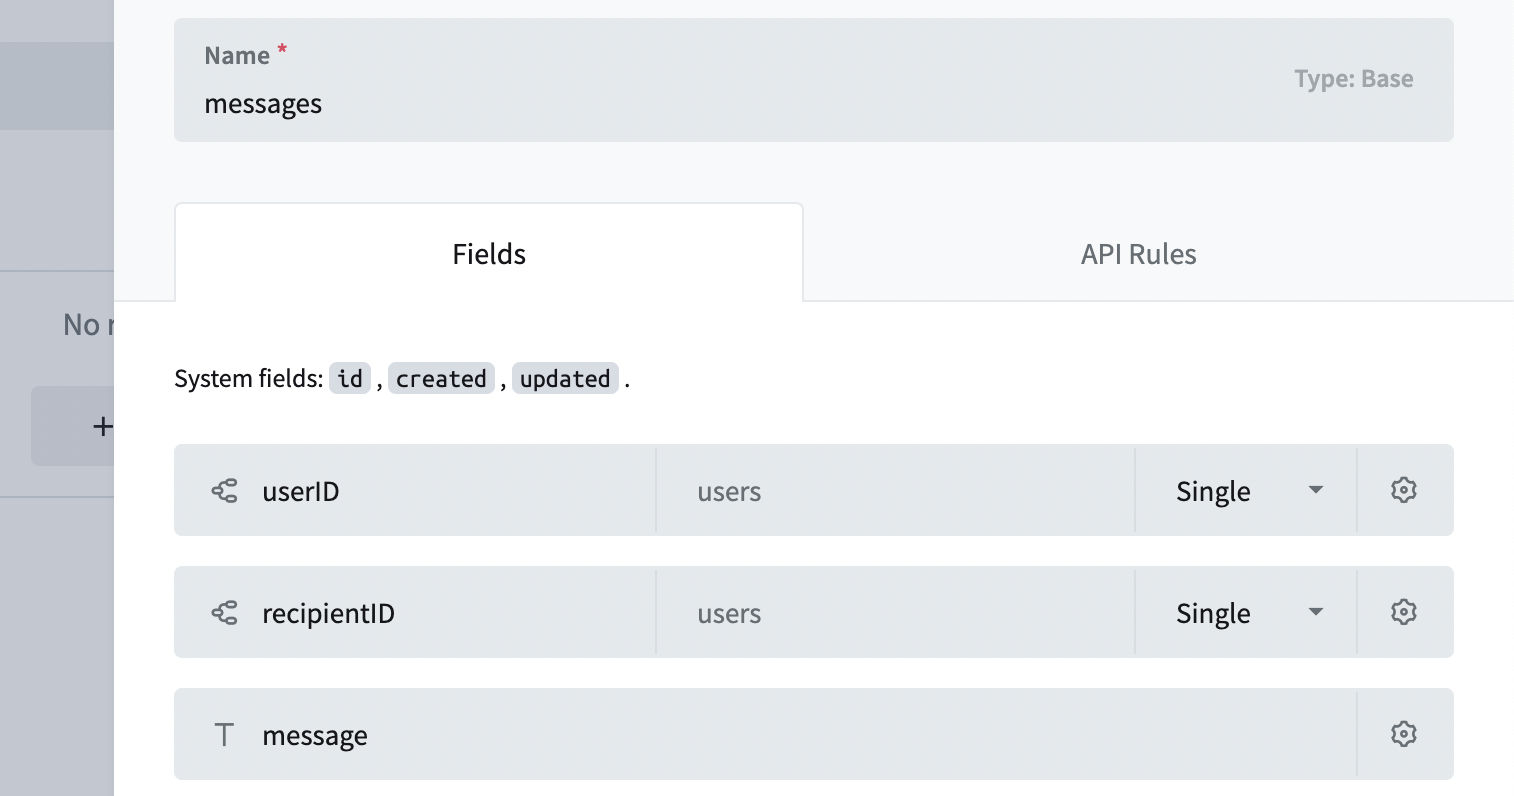 Name *
messages
Type: Base
Fields
API Rules
No
+
System fields: id , created , updated .
userID users Single
recipientID users Single
T message